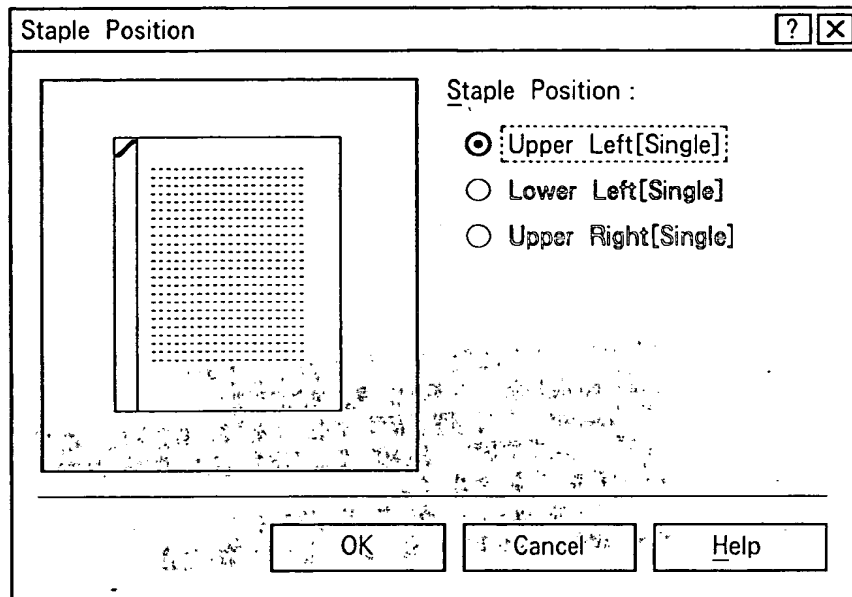 Staple Position ? X
Staple Position :
Upper Left[Single]
Lower Left[Single]
Upper Right[Single]
OK Cancel Help